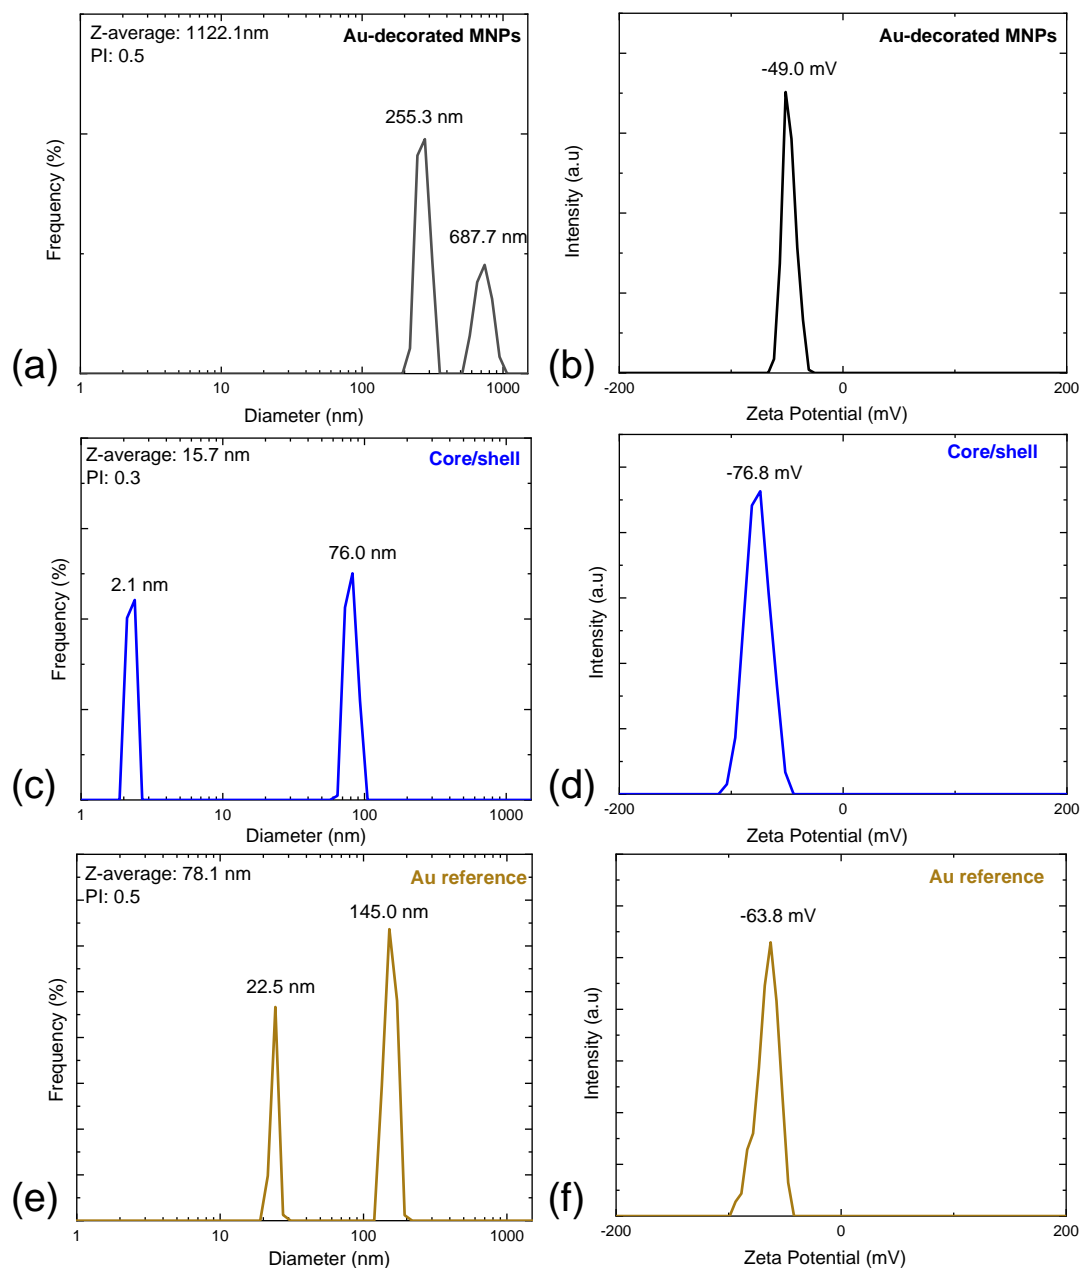 Z-average: 1122.1nm
PI: 0.5
Au-decorated MNPs
255.3 nm
687.7 nm
Frequency (%)
(a)
1 10 100 1000
Diameter (nm)
Au-decorated MNPs
-49.0 mV
Intensity (a.u)
(b)
-200 0 200
Zeta Potential (mV)
Z-average: 15.7 nm
PI: 0.3
Core/shell
2.1 nm
76.0 nm
Frequency (%)
(c)
1 10 100 1000
Diameter (nm)
Core/shell
-76.8 mV
Intensity (a.u)
(d)
-200 0 200
Zeta Potential (mV)
Z-average: 78.1 nm
PI: 0.5
Au reference
145.0 nm
22.5 nm
Frequency (%)
(e)
1 10 100 1000
Diameter (nm)
Au reference
-63.8 mV
Intensity (a.u)
(f)
-200 0 200
Zeta Potential (mV)